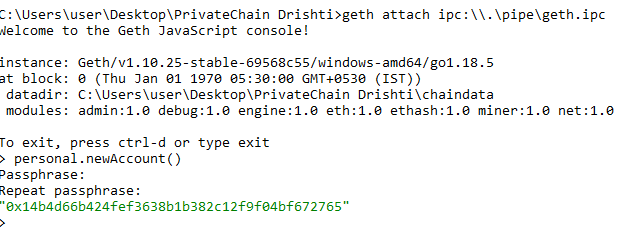 C:\Users\user\Desktop\PrivateChain Drishti>geth attach ipc:\\.\pipe\geth.ipc
Welcome to the Geth JavaScript console!
instance: Geth/v1.10.25-stable-69568c55/windows-amd64/go1.18.5
at block: 0 (Thu Jan 01 1970 05:30:00 GMT+0530 (IST))
datadir: C:\Users\user\Desktop\PrivateChain Drishti\chaindata
modules: admin:1.0 debug:1.0 engine:1.0 eth:1.0 ethash:1.0 miner:1.0 net:1.0
To exit, press ctrl-d or type exit
> personal.newAccount()
Passphrase:
Repeat passphrase:
"0x14b4d66b424fef3638b1b382c12f9f04bf672765"
>